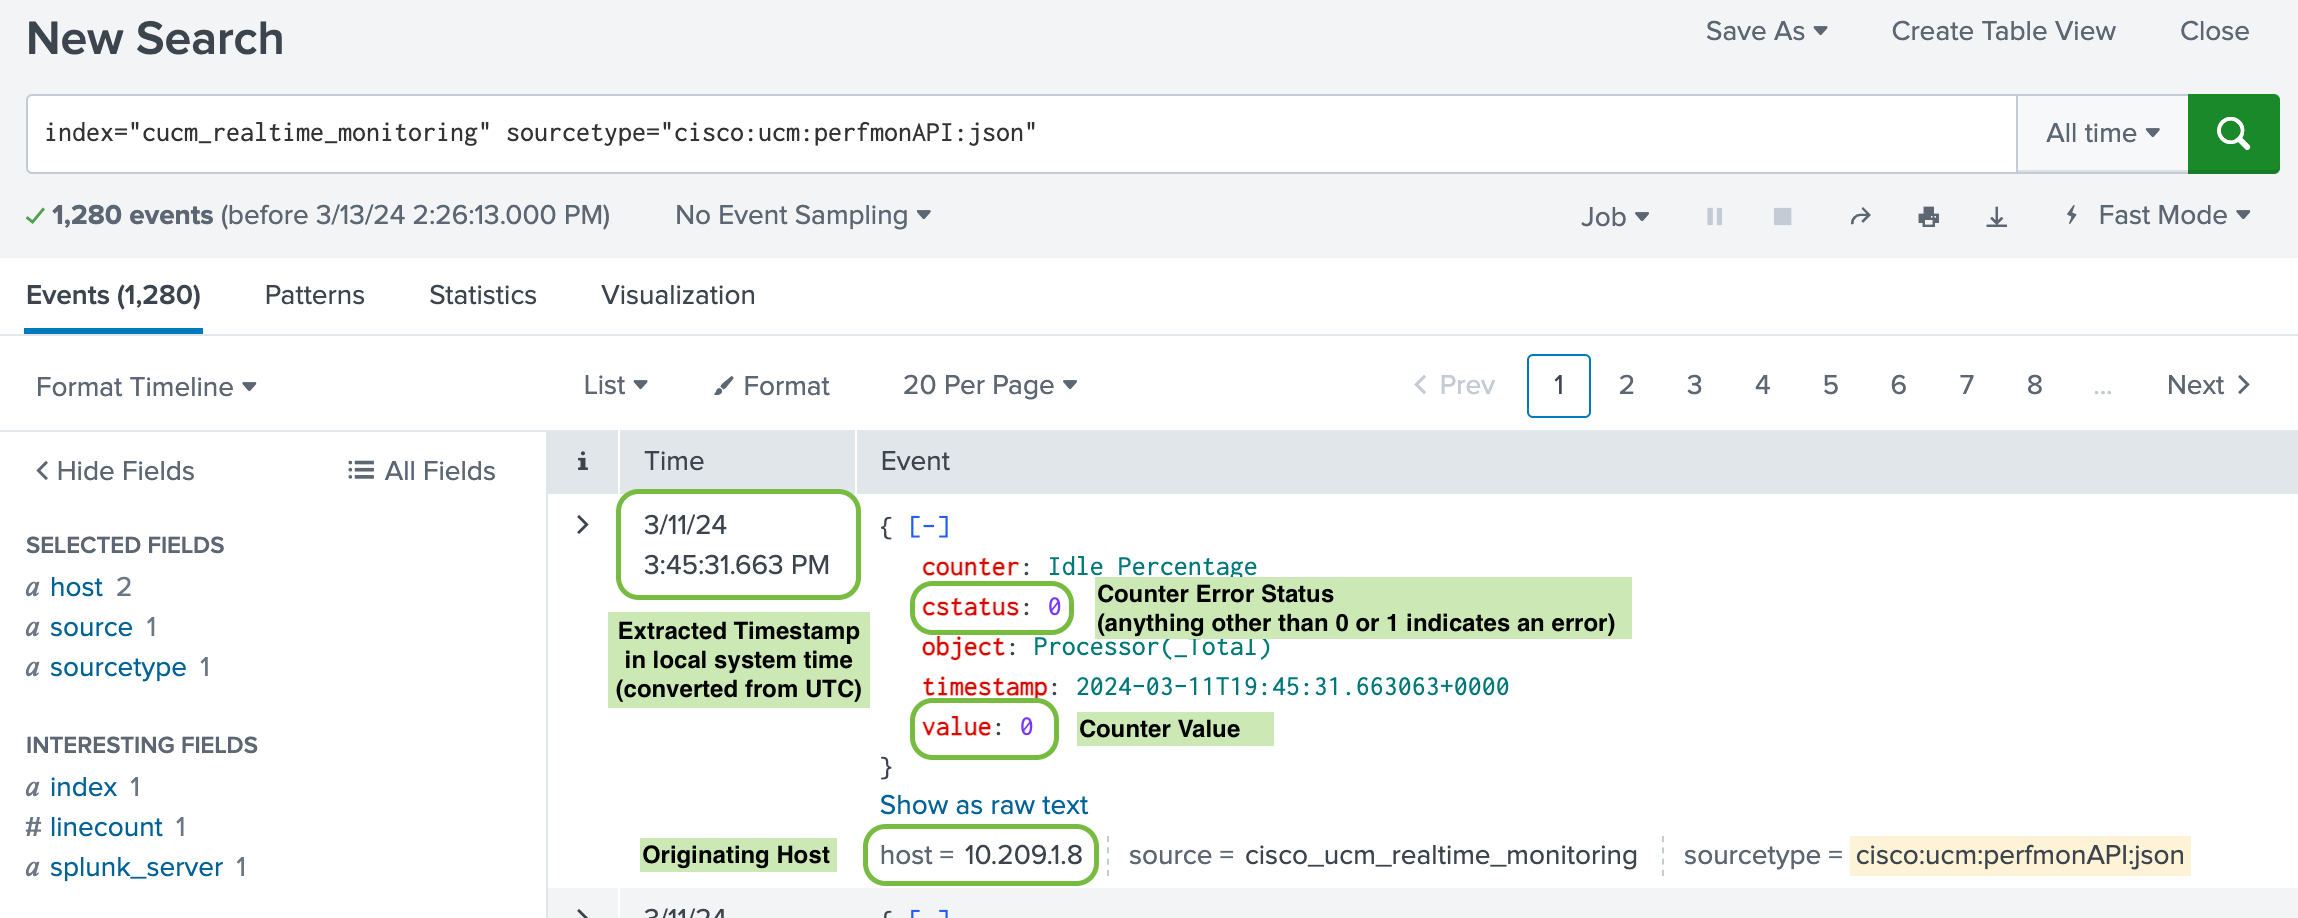 New Search
Save As
Create Table View
Close
index="cucm_realtime_monitoring" sourcetype="cisco:ucm:perfmonAPI:json"
All time
1,280 events (before 3/13/24 2:26:13.000 PM)
No Event Sampling
Job
Fast Mode
Events (1,280)
Patterns
Statistics
Visualization
Format Timeline
List
Format
20 Per Page
Prev
1
2
3
4
5
6
7
8
...
Next
Hide Fields
All Fields
SELECTED FIELDS
a host 2
a source 1
a sourcetype 1
INTERESTING FIELDS
a index 1
# linecount 1
a splunk_server 1
i
Time
Event
3/11/24
3:45:31.663 PM
Extracted Timestamp
in local system time
(converted from UTC)
{ [-]
counter: Idle Percentage
cstatus: 0
Counter Error Status
(anything other than 0 or 1 indicates an error)
object: Processor(_Total)
timestamp: 2024-03-11T19:45:31.663063+0000
value: 0
Counter Value
}
Show as raw text
Originating Host
host = 10.209.1.8
source = cisco_ucm_realtime_monitoring
sourcetype = cisco:ucm:perfmonAPI:json
3/11/24
{ [-]